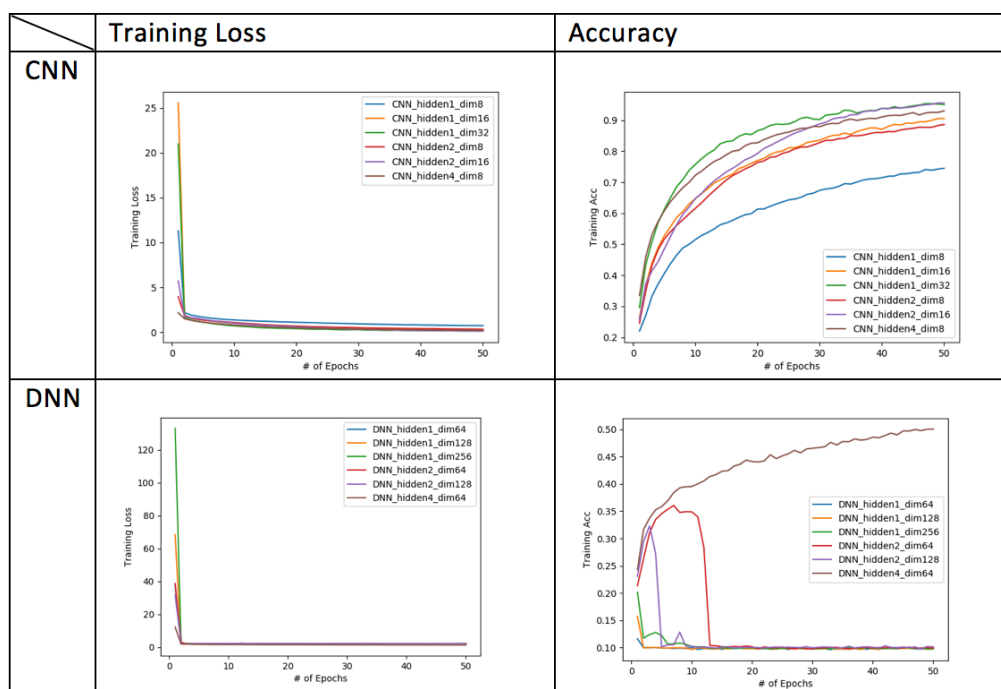 Training Loss
Accuracy
CNN
25
20
15
10
5
0
Training Loss
CNN_hidden1_dim8
CNN_hidden1_dim16
CNN_hidden1_dim32
CNN_hidden2_dim8
CNN_hidden2_dim16
CNN_hidden4_dim8
0 10 20 30 40 50
# of Epochs
0.9
0.8
0.7
0.6
0.5
0.4
0.3
0.2
Training Acc
CNN_hidden1_dim8
CNN_hidden1_dim16
CNN_hidden1_dim32
CNN_hidden2_dim8
CNN_hidden2_dim16
CNN_hidden4_dim8
0 10 20 30 40 50
# of Epochs
DNN
120
100
80
60
40
20
0
Training Loss
DNN_hidden1_dim64
DNN_hidden1_dim128
DNN_hidden1_dim256
DNN_hidden2_dim64
DNN_hidden2_dim128
DNN_hidden4_dim64
0 10 20 30 40 50
# of Epochs
0.50
0.45
0.40
0.35
0.30
0.25
0.20
0.15
0.10
Training Acc
DNN_hidden1_dim64
DNN_hidden1_dim128
DNN_hidden1_dim256
DNN_hidden2_dim64
DNN_hidden2_dim128
DNN_hidden4_dim64
0 10 20 30 40 50
# of Epochs